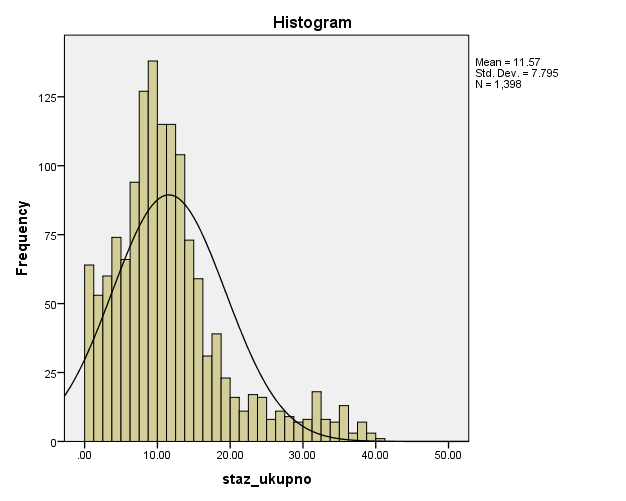 Histogram
Mean = 11.57
Std. Dev. = 7.795
N = 1,398
125
100
75
50
25
0
Frequency
.00
10.00
20.00
30.00
40.00
50.00
staz_ukupno